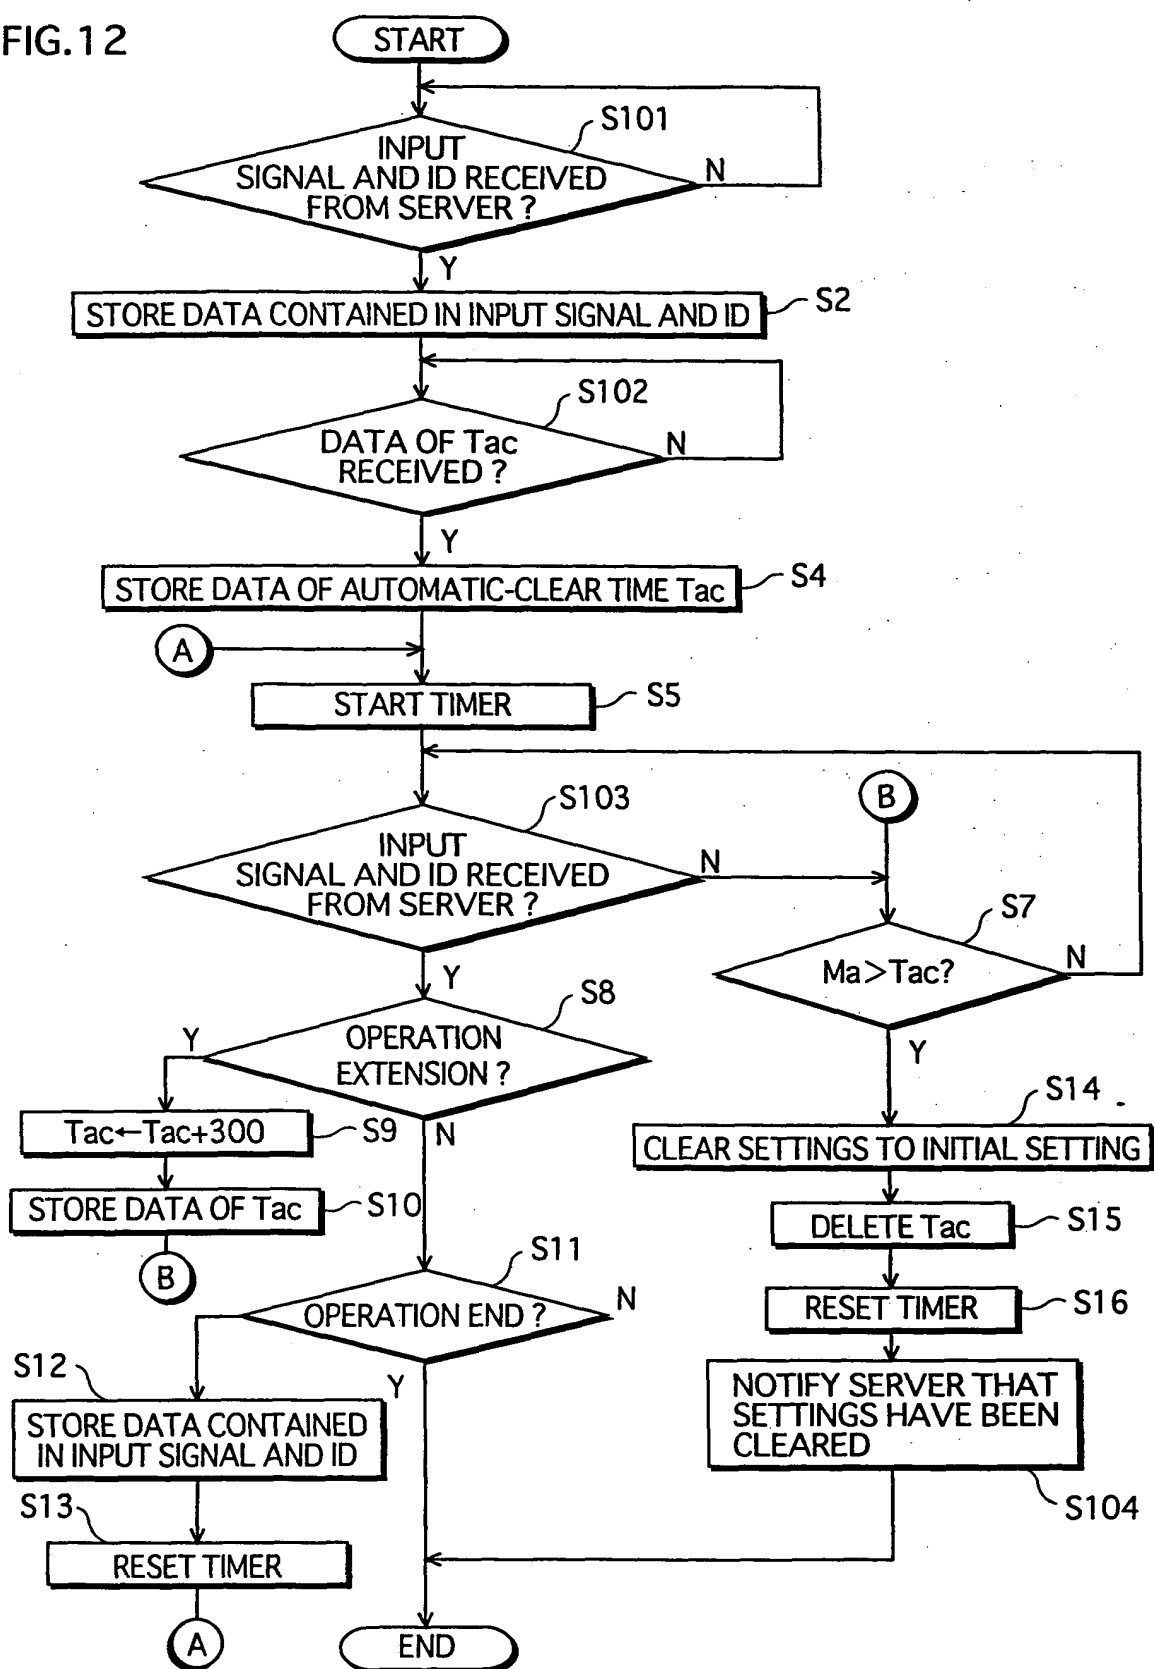 FIG.12
START
S101
INPUT
SIGNAL AND ID RECEIVED
FROM SERVER ?
N
Y
STORE DATA CONTAINED IN INPUT SIGNAL AND ID
S2
S102
DATA OF Tac
RECEIVED ?
N
Y
STORE DATA OF AUTOMATIC-CLEAR TIME Tac
S4
A
START TIMER
S5
S103
INPUT
SIGNAL AND ID RECEIVED
FROM SERVER ?
N
Y
B
S7
Ma>Tac?
N
Y
S8
OPERATION
EXTENSION ?
Y
N
Tac←Tac+300
S9
STORE DATA OF Tac
S10
B
S11
OPERATION END ?
N
Y
S12
STORE DATA CONTAINED
IN INPUT SIGNAL AND ID
S13
RESET TIMER
A
S14
CLEAR SETTINGS TO INITIAL SETTING
DELETE Tac
S15
RESET TIMER
S16
NOTIFY SERVER THAT
SETTINGS HAVE BEEN
CLEARED
S104
END